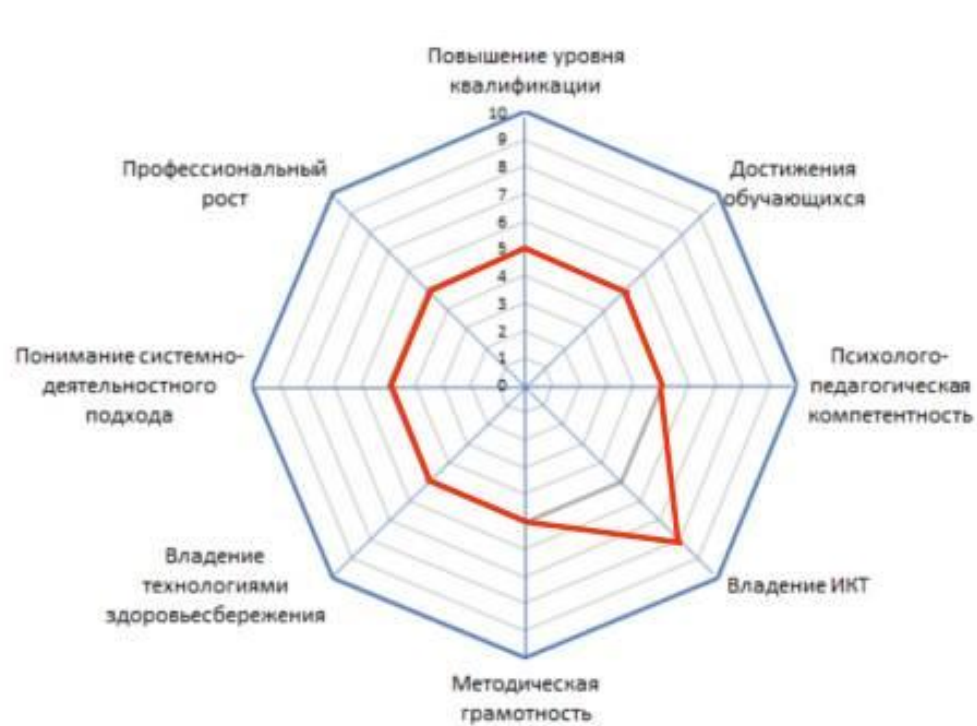 Повышение уровня
квалификации
10
9
8
7
6
5
4
3
2
1
0
Достижения
обучающихся
Психолого-
педагогическая
компетентность
Владение ИКТ
Методическая
грамотность
Владение
технологиями
здоровьесбережения
Понимание системно-
деятельностного
подхода
Профессиональный
рост